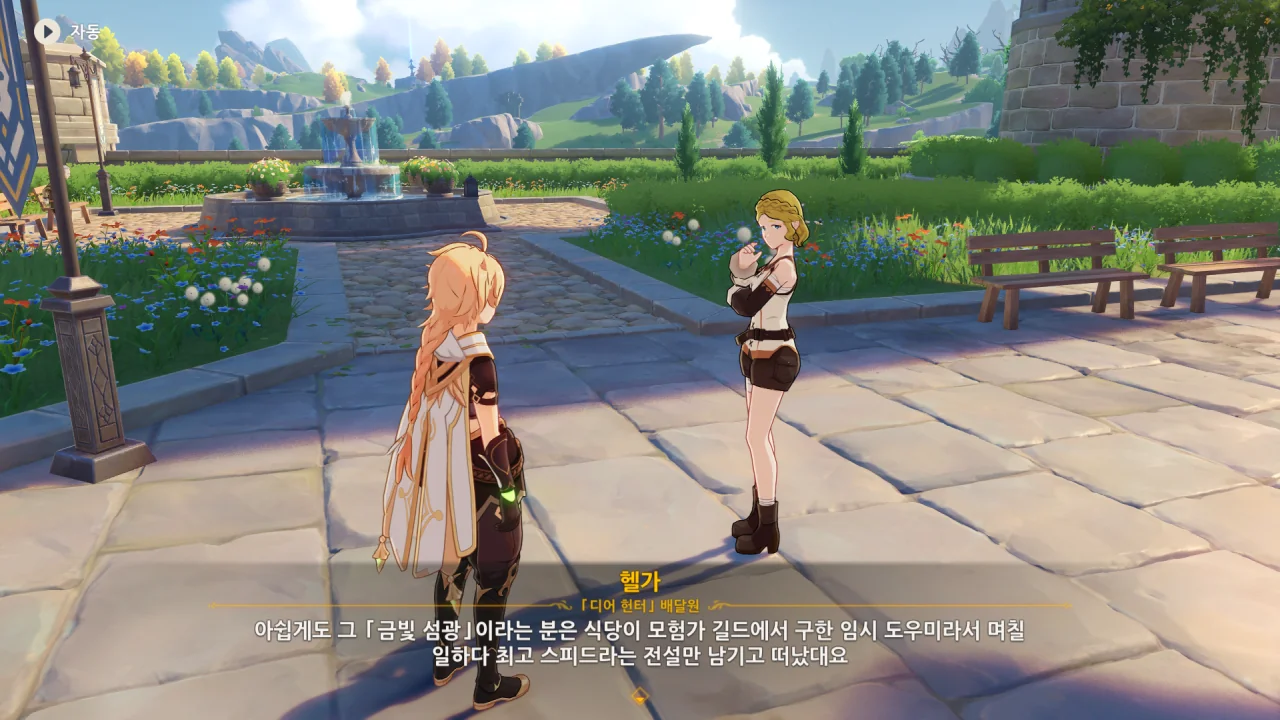 자동
헬가
「디어 헌터」 배달원
아쉽게도 그 「금빛 섬광」이라는 분은 식당이 모험가 길드에서 구한 임시 도우미라서 며칠
일하다 최고 스피드라는 전설만 남기고 떠났대요